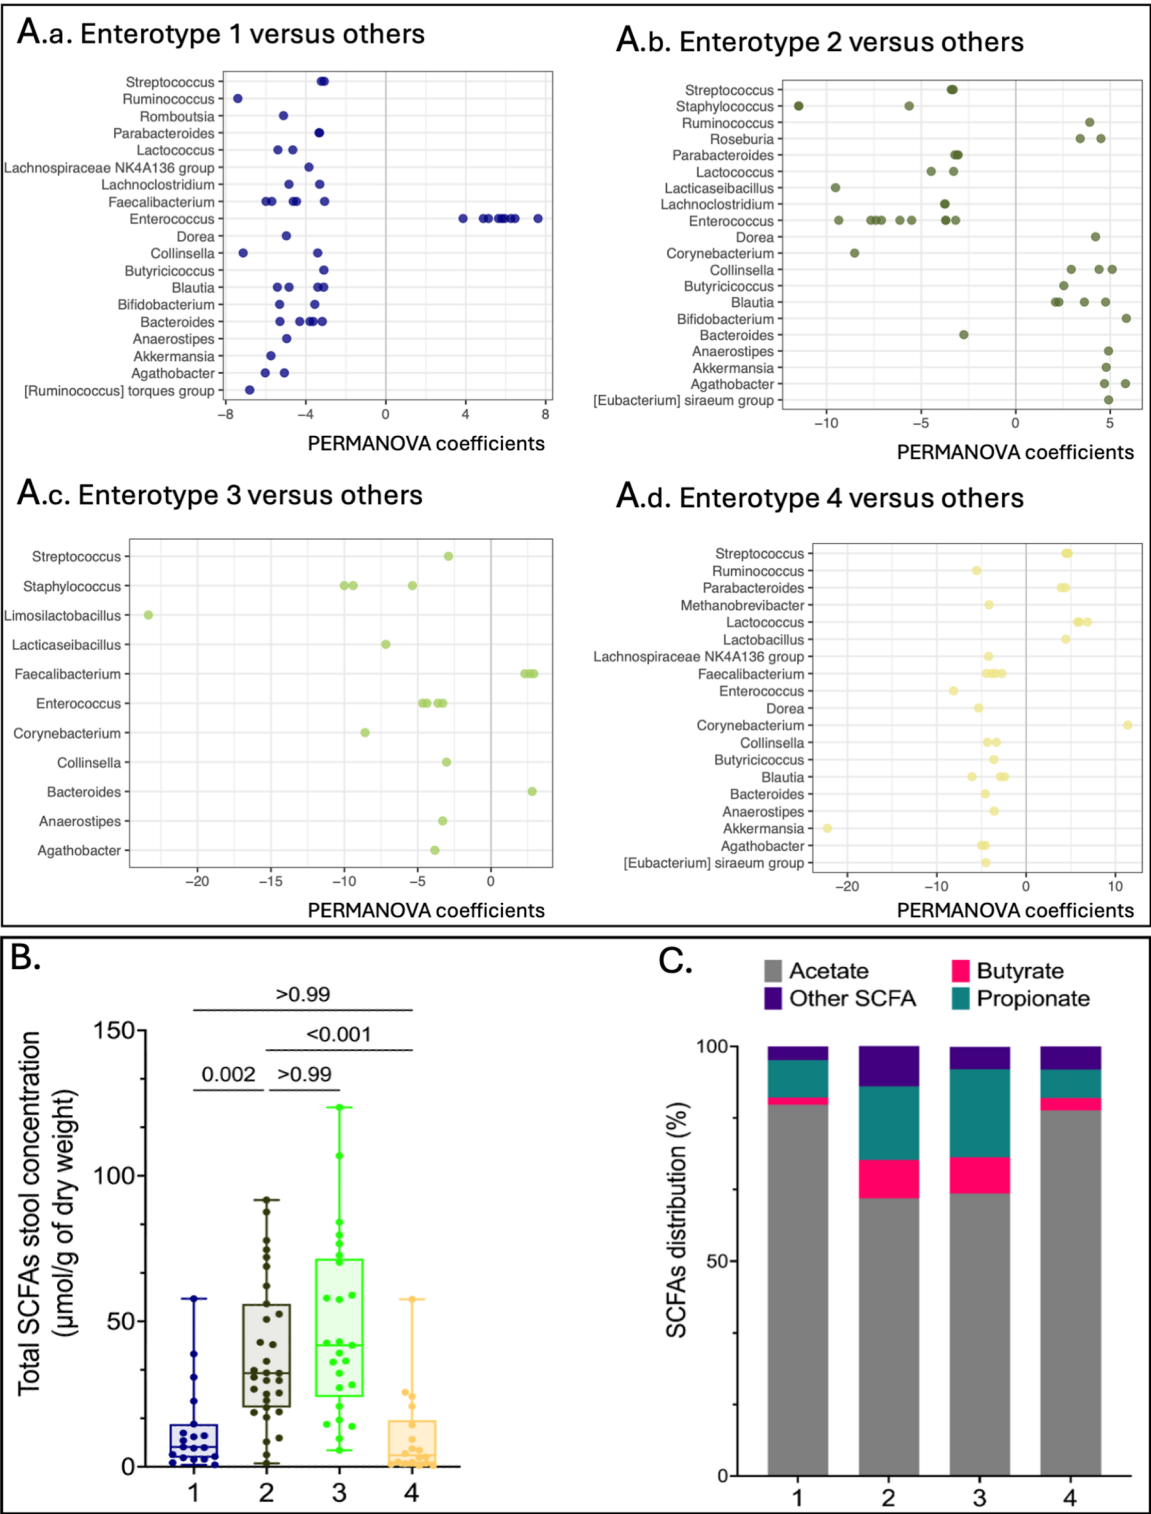 A.a. Enterotype 1 versus others
Streptococcus
Ruminococcus
Romboutsia
Parabacteroides
Lactococcus
Lachnospiraceae NK4A136 group
Lachnoclostridium
Faecalibacterium
Enterococcus
Dorea
Collinsella
Butyricicoccus
Blautia
Bifidobacterium
Bacteroides
Anaerostipes
Akkermansia
Agathobacter
[Ruminococcus] torques group
−8 −4 0 4 8
PERMANOVA coefficients
A.b. Enterotype 2 versus others
Streptococcus
Staphylococcus
Ruminococcus
Roseburia
Parabacteroides
Lactococcus
Lacticaseibacillus
Lachnoclostridium
Enterococcus
Dorea
Corynebacterium
Collinsella
Butyricicoccus
Blautia
Bifidobacterium
Bacteroides
Anaerostipes
Akkermansia
Agathobacter
[Eubacterium] siraeum group
−10 −5 0 5
PERMANOVA coefficients
A.c. Enterotype 3 versus others
Streptococcus
Staphylococcus
Limosilactobacillus
Lacticaseibacillus
Faecalibacterium
Enterococcus
Corynebacterium
Collinsella
Bacteroides
Anaerostipes
Agathobacter
−20 −15 −10 −5 0
PERMANOVA coefficients
A.d. Enterotype 4 versus others
Streptococcus
Ruminococcus
Parabacteroides
Methanobrevibacter
Lactococcus
Lactobacillus
Lachnospiraceae NK4A136 group
Faecalibacterium
Enterococcus
Dorea
Corynebacterium
Collinsella
Butyricicoccus
Blautia
Bacteroides
Anaerostipes
Akkermansia
Agathobacter
[Eubacterium] siraeum group
−20 −10 0 10
PERMANOVA coefficients
B.
Total SCFAs stool concentration
(μmol/g of dry weight)
150
100
50
0
>0.99
<0.001
0.002 >0.99
1 2 3 4
C.
Acetate Butyrate
Other SCFA Propionate
SCFAs distribution (%)
100
50
0
1 2 3 4